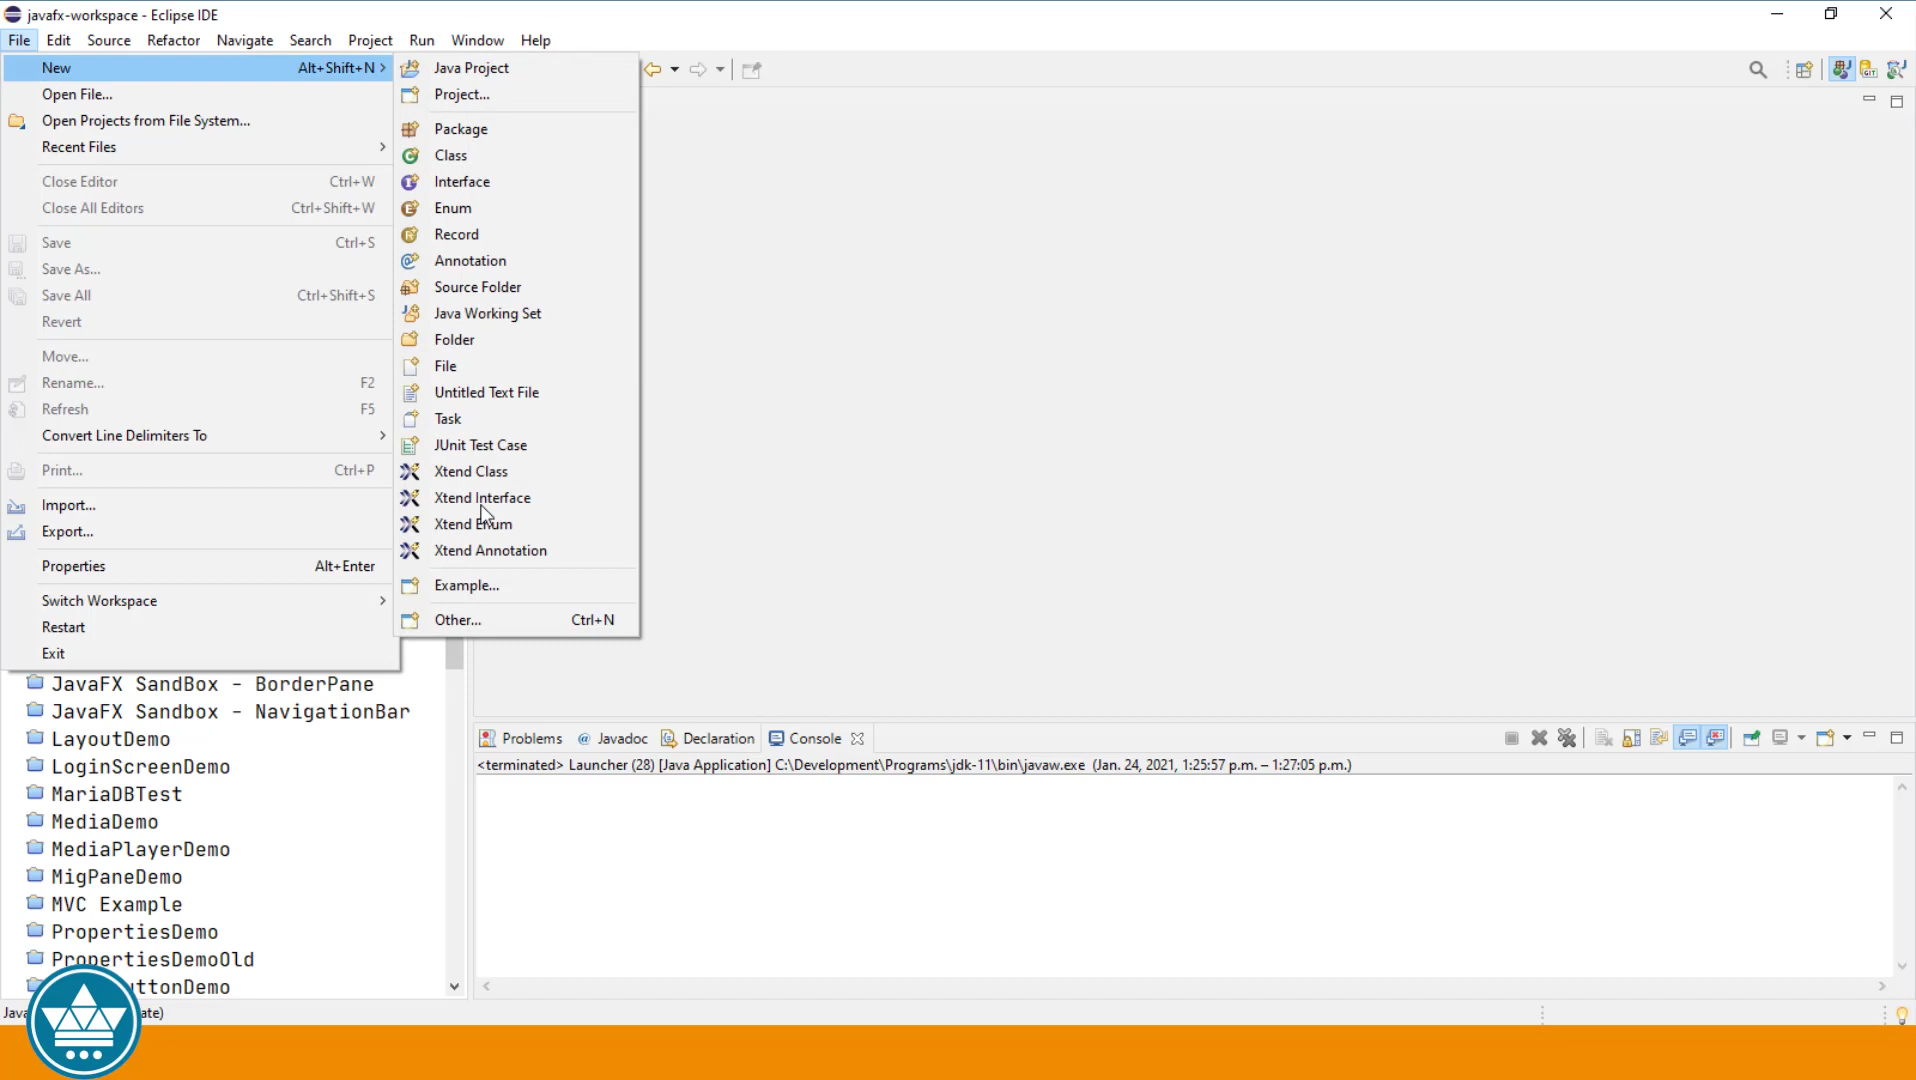 javafx-workspace - Eclipse IDE
File Edit Source Refactor Navigate Search Project Run Window Help
New Alt+Shift+N
Open File...
Open Projects from File System...
Recent Files
Close Editor Ctrl+W
Close All Editors Ctrl+Shift+W
Save Ctrl+S
Save As...
Save All Ctrl+Shift+S
Revert
Move...
Rename... F2
Refresh F5
Convert Line Delimiters To
Print... Ctrl+P
Import...
Export...
Properties Alt+Enter
Switch Workspace
Restart
Exit
Java Project
Project...
Package
Class
Interface
Enum
Record
Annotation
Source Folder
Java Working Set
Folder
File
Untitled Text File
Task
JUnit Test Case
Xtend Class
Xtend Interface
Xtend Enum
Xtend Annotation
Example...
Other... Ctrl+N
JavaFX SandBox - BorderPane
JavaFX Sandbox - NavigationBar
LayoutDemo
LoginScreenDemo
MariaDBTest
MediaDemo
MediaPlayerDemo
MigPaneDemo
MVC Example
PropertiesDemo
PropertiesDemoOld
uttonDemo
Problems Javadoc Declaration Console
<terminated> Launcher (28) [Java Application] C:\Development\Programs\jdk-11\bin\javaw.exe (Jan. 24, 2021, 1:25:57 p.m. – 1:27:05 p.m.)
Java ate)